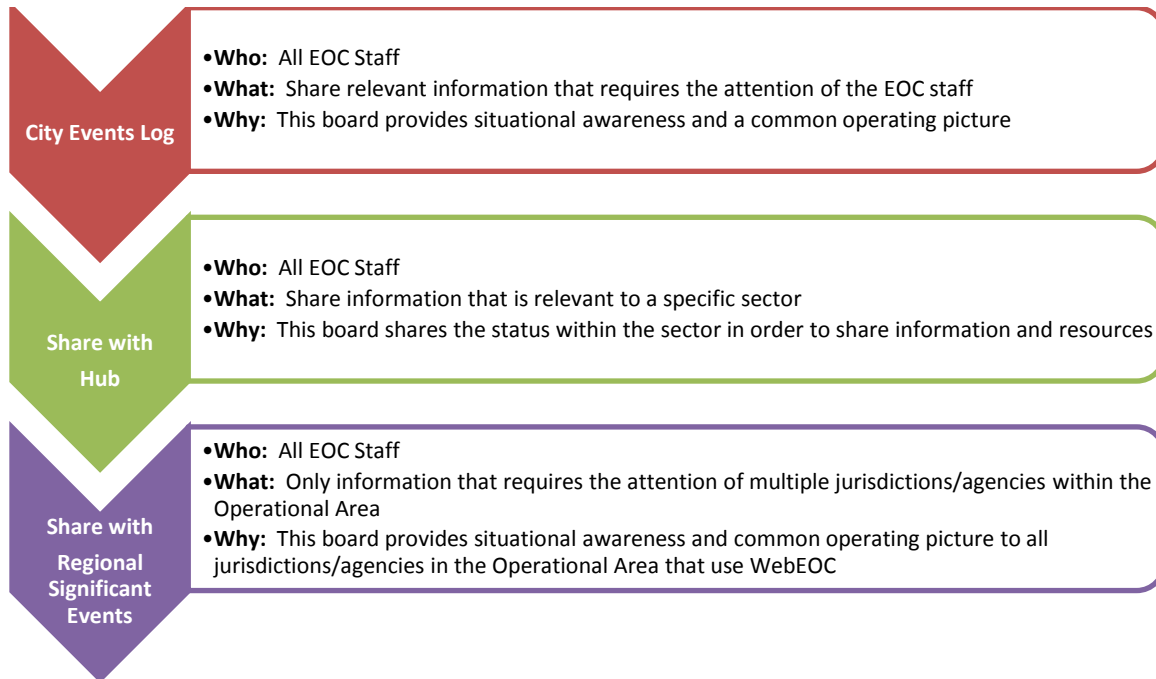 City Events Log
•Who: All EOC Staff
•What: Share relevant information that requires the attention of the EOC staff
•Why: This board provides situational awareness and a common operating picture
Share with
Hub
•Who: All EOC Staff
•What: Share information that is relevant to a specific sector
•Why: This board shares the status within the sector in order to share information and resources
Share with
Regional
Significant
Events
•Who: All EOC Staff
•What: Only information that requires the attention of multiple jurisdictions/agencies within the
Operational Area
•Why: This board provides situational awareness and common operating picture to all
jurisdictions/agencies in the Operational Area that use WebEOC